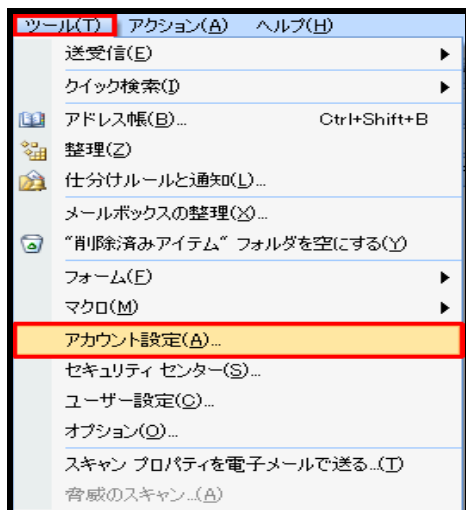 ツール(T) アクション(A) ヘルプ(H)
送受信(E)
クイック検索(I)
アドレス帳(B)... Ctrl+Shift+B
整理(Z)
仕分けルールと通知(L)...
メールボックスの整理(X)...
"削除済みアイテム" フォルダを空にする(Y)
フォーム(F)
マクロ(M)
アカウント設定(A)...
セキュリティ センター(S)...
ユーザー設定(C)...
オプション(O)...
スキャン プロパティを電子メールで送る...(T)
脅威のスキャン...(A)